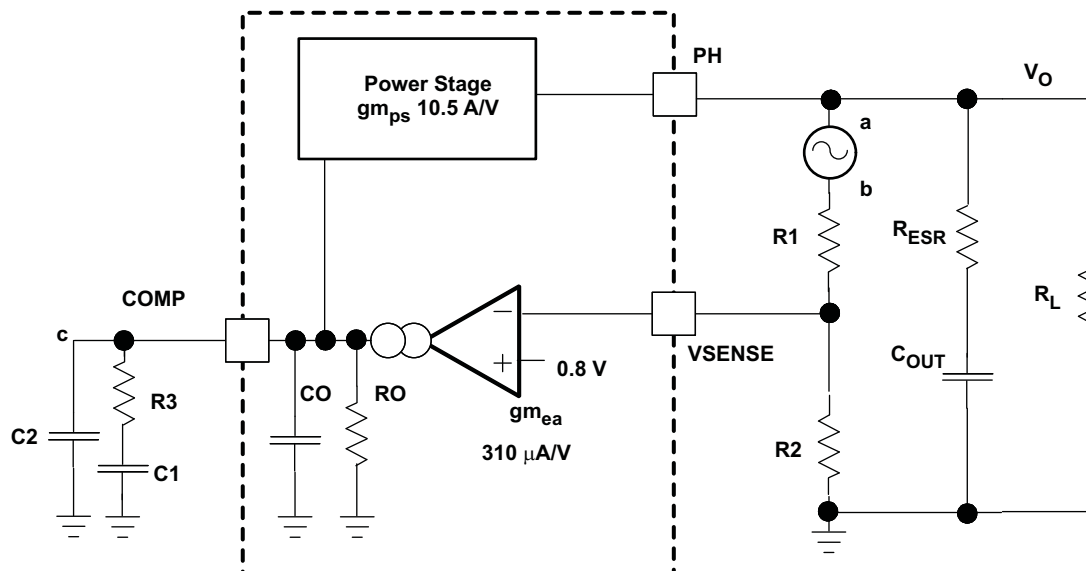 PH
Power Stage
gm_ps 10.5 A/V
V_O
a
b
R1
R_ESR
R_L
COMP
c
VSENSE
−
+
0.8 V
C_OUT
CO
RO
gm_ea
310 μA/V
R3
C2
C1
R2